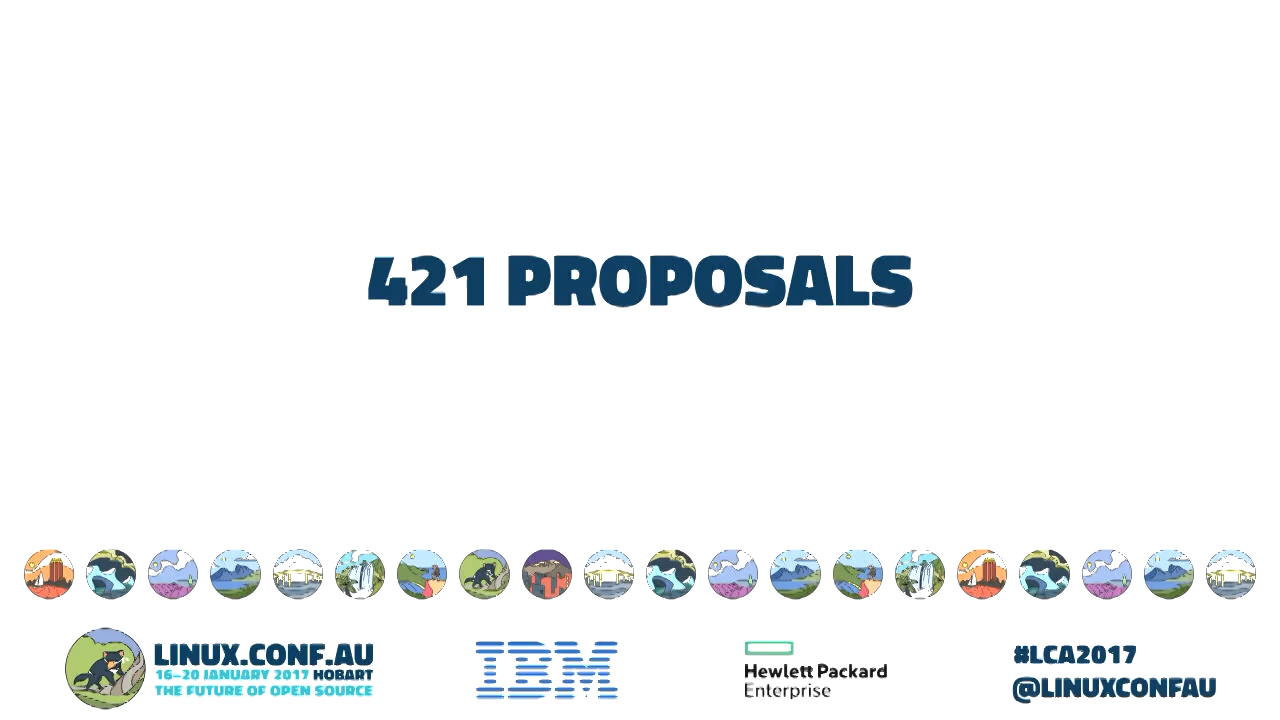 421 PROPOSALS
LINUX.CONF.AU
16–20 JANUARY 2017 HOBART
THE FUTURE OF OPEN SOURCE
IBM
Hewlett Packard
Enterprise
#LCA2017
@LINUXCONFAU